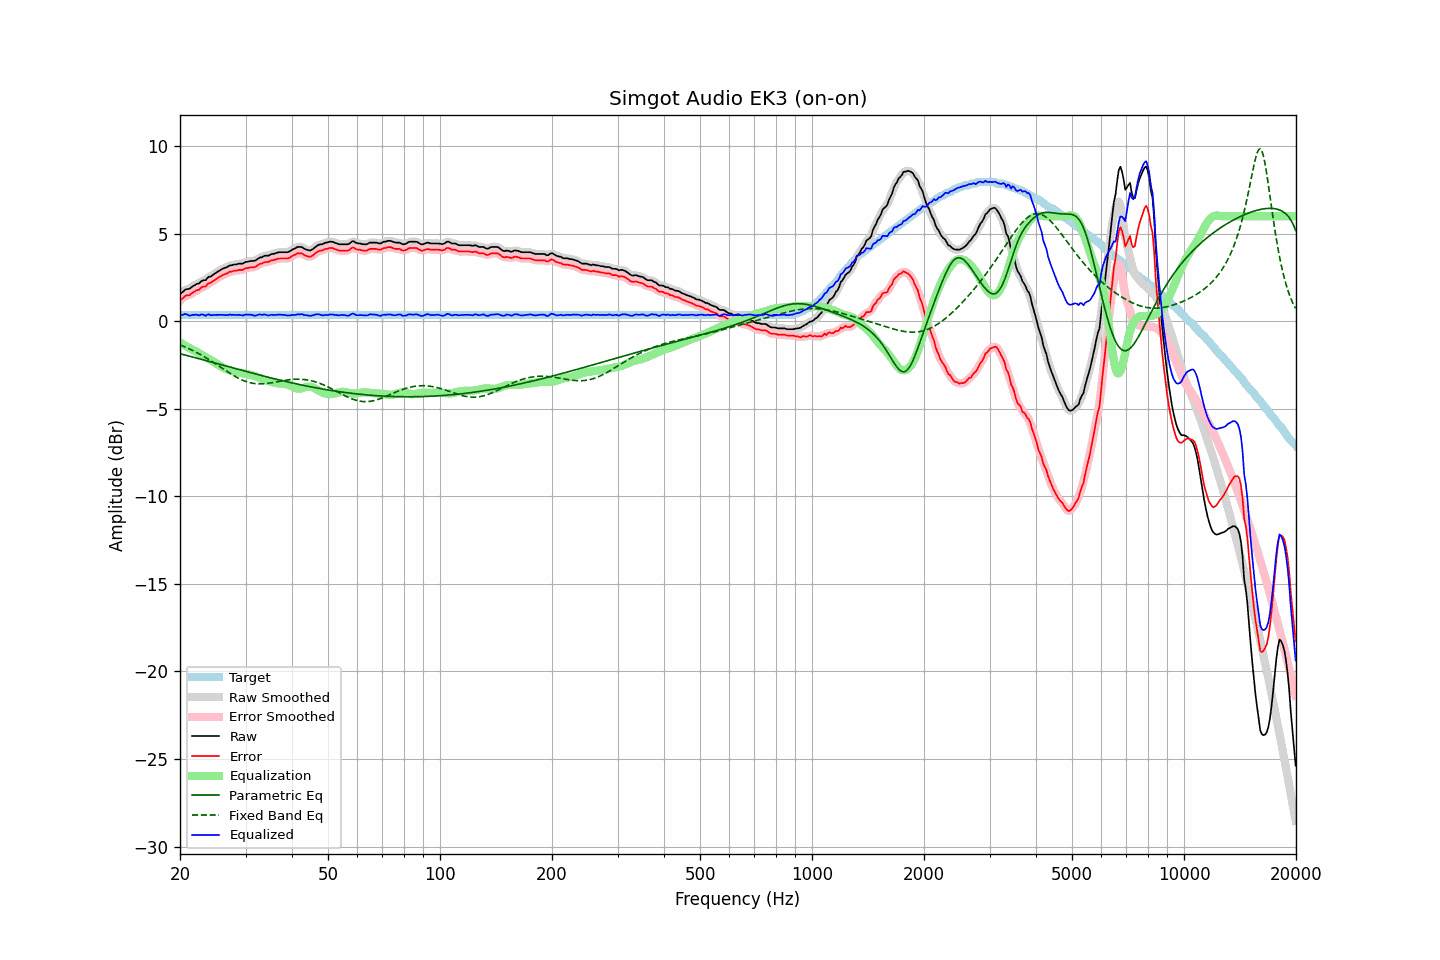 Simgot Audio EK3 (on-on)
10
5
0
−5
−10
−15
−20
−25
−30
Amplitude (dBr)
Target
Raw Smoothed
Error Smoothed
Raw
Error
Equalization
Parametric Eq
Fixed Band Eq
Equalized
20
50
100
200
500
1000
2000
5000
10000
20000
Frequency (Hz)